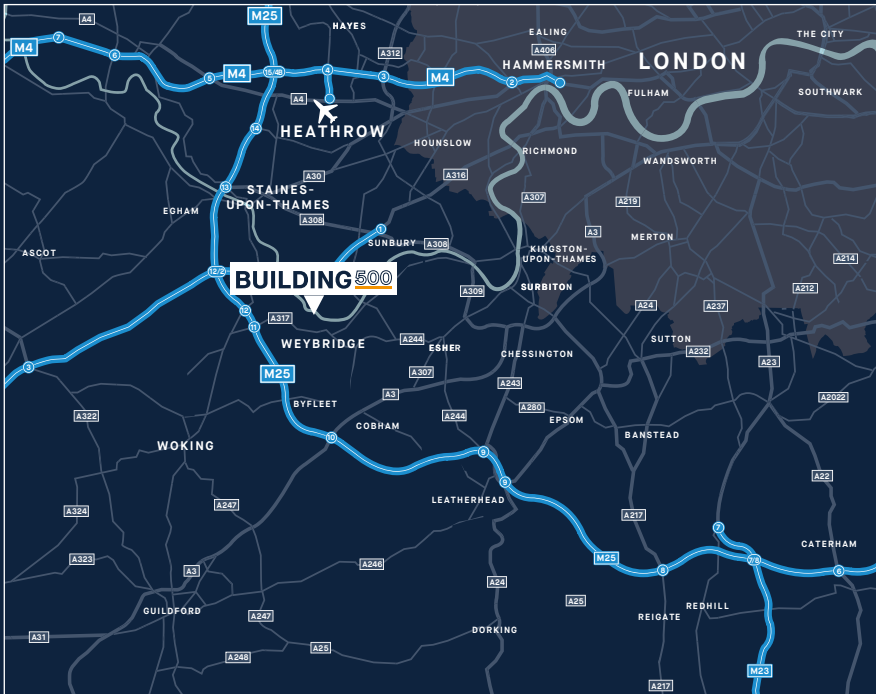 M25
A4
HAYES
EALING
THE CITY
7
M4
6
A312
A406
HAMMERSMITH
LONDON
5
M4
15/4B
4
3
M4
2
FULHAM
SOUTHWARK
A4
HEATHROW
14
HOUNSLOW
RICHMOND
WANDSWORTH
A30
A316
13
STAINES-
UPON-THAMES
A307
A219
EGHAM
A308
1
SUNBURY
A308
A3
MERTON
ASCOT
KINGSTON-
UPON-THAMES
A214
12/2
BUILDING 500
A309
SURBITON
A212
12
A317
11
A24
A237
WEYBRIDGE
A244
ESHER
CHESSINGTON
SUTTON
A232
3
M25
A307
A23
A243
A3
A2022
BYFLEET
A322
A244
A280
EPSOM
COBHAM
10
WOKING
BANSTEAD
9
A22
9
LEATHERHEAD
A247
A324
A217
7
CATERHAM
A323
A246
M25
7/8
A3
8
6
A24
A25
GUILDFORD
A247
REDHILL
REIGATE
DORKING
A31
A25
A248
M23
A217